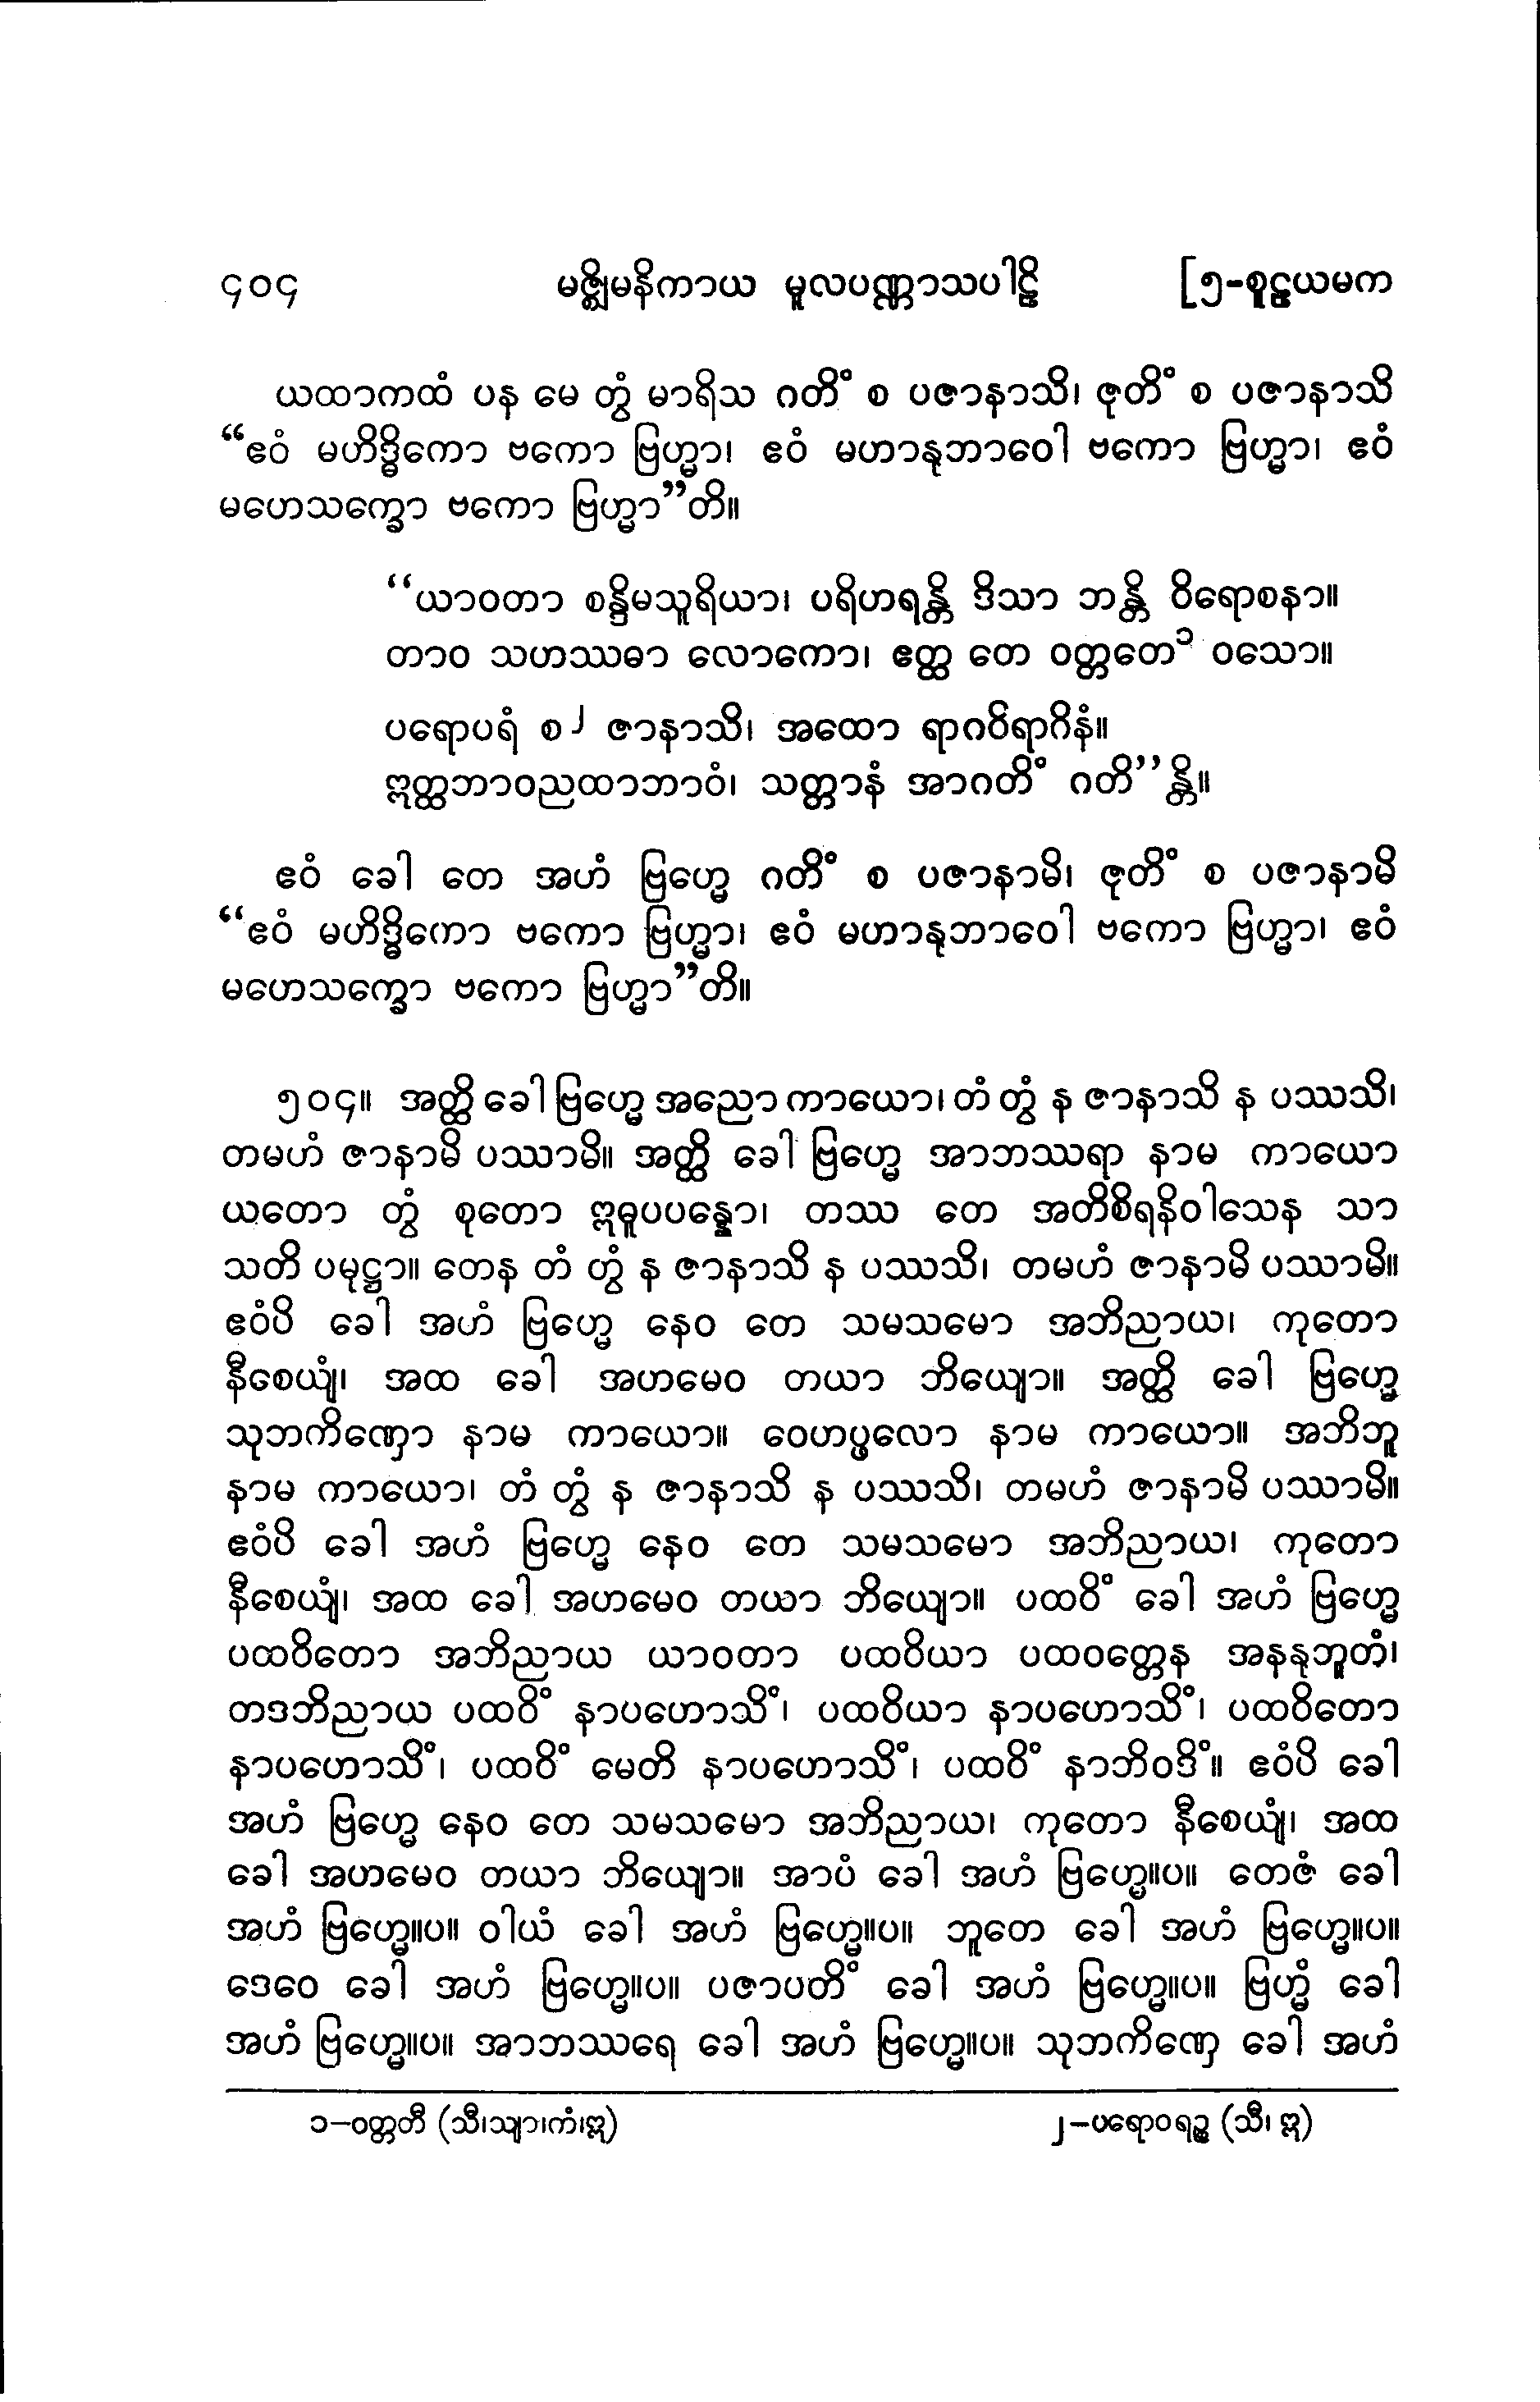 ၄၀၄ မဇ္ဈိမနိကာယ မူလပဏ္ဏာသပါဠိ [၅-စူဠယမက
ယထာကထံ ပန မေ တွံ မာရိသ ဂတိံ စ ပဇာနာသိ၊ ဇုတိံ စ ပဇာနာသိ
“ဧဝံ မဟိဒ္ဓိကော ဗကော ဗြဟ္မာ၊ ဧဝံ မဟာနုဘာဝေါ ဗကော ဗြဟ္မာ၊ ဧဝံ
မဟေသက္ခော ဗကော ဗြဟ္မာ”တိ။
“ယာဝတာ စန္ဒိမသူရိယာ၊ ပရိဟရန္တိ ဒိသာ ဘန္တိ ဝိရောစနာ။
တာဝ သဟဿဓာ လောကော၊ ဧတ္ထ တေ ဝတ္တတေ၁ ဝသော။
ပရောပရံ စ၂ ဇာနာသိ၊ အထော ရာဂဝိရာဂိနံ။
ဣတ္ထဘာဝညထာဘာဝံ၊ သတ္တာနံ အာဂတိံ ဂတိ”န္တိ။
ဧဝံ ခေါ တေ အဟံ ဗြဟ္မေ ဂတိံ စ ပဇာနာမိ၊ ဇုတိံ စ ပဇာနာမိ
“ဧဝံ မဟိဒ္ဓိကော ဗကော ဗြဟ္မာ၊ ဧဝံ မဟာနုဘာဝေါ ဗကော ဗြဟ္မာ၊ ဧဝံ
မဟေသက္ခော ဗကော ဗြဟ္မာ”တိ။
၅၀၄။ အတ္ထိ ခေါ ဗြဟ္မေ အညော ကာယော၊ တံ တွံ န ဇာနာသိ န ပဿသိ၊
တမဟံ ဇာနာမိ ပဿာမိ။ အတ္ထိ ခေါ ဗြဟ္မေ အာဘဿရာ နာမ ကာယော
ယတော တွံ စုတော ဣဓူပပန္နော၊ တဿ တေ အတိစိရနိဝါသေန သာ
သတိ ပမုဋ္ဌာ။ တေန တံ တွံ န ဇာနာသိ န ပဿသိ၊ တမဟံ ဇာနာမိ ပဿာမိ။
ဧဝံပိ ခေါ အဟံ ဗြဟ္မေ နေဝ တေ သမသမော အဘိညာယ၊ ကုတော
နီစေယျံ၊ အထ ခေါ အဟမေဝ တယာ ဘိယျော။ အတ္ထိ ခေါ ဗြဟ္မေ
သုဘကိဏှော နာမ ကာယော။ ဝေဟပ္ဖလော နာမ ကာယော။ အဘိဘူ
နာမ ကာယော၊ တံ တွံ န ဇာနာသိ န ပဿသိ၊ တမဟံ ဇာနာမိ ပဿာမိ။
ဧဝံပိ ခေါ အဟံ ဗြဟ္မေ နေဝ တေ သမသမော အဘိညာယ၊ ကုတော
နီစေယျံ၊ အထ ခေါ အဟမေဝ တယာ ဘိယျော။ ပထဝိံ ခေါ အဟံ ဗြဟ္မေ
ပထဝိတော အဘိညာယ ယာဝတာ ပထဝိယာ ပထဝတ္တေန အနနုဘူတံ၊
တဒဘိညာယ ပထဝိံ နာပဟောသိံ၊ ပထဝိယာ နာပဟောသိံ၊ ပထဝိတော
နာပဟောသိံ၊ ပထဝိံ မေတိ နာပဟောသိံ၊ ပထဝိံ နာဘိဝဒိံ။ ဧဝံပိ ခေါ
အဟံ ဗြဟ္မေ နေဝ တေ သမသမော အဘိညာယ၊ ကုတော နီစေယျံ၊ အထ
ခေါ အဟမေဝ တယာ ဘိယျော။ အာပံ ခေါ အဟံ ဗြဟ္မေ။ပ။ တေဇံ ခေါ
အဟံ ဗြဟ္မေ။ပ။ ဝါယံ ခေါ အဟံ ဗြဟ္မေ။ပ။ ဘူတေ ခေါ အဟံ ဗြဟ္မေ။ပ။
ဒေဝေ ခေါ အဟံ ဗြဟ္မေ။ပ။ ပဇာပတိံ ခေါ အဟံ ဗြဟ္မေ။ပ။ ဗြဟ္မံ ခေါ
အဟံ ဗြဟ္မေ။ပ။ အာဘဿရေ ခေါ အဟံ ဗြဟ္မေ။ပ။ သုဘကိဏှေ ခေါ အဟံ
၁-ဝတ္တတီ (သီ၊သျာ၊ကံ၊ဣ) ၂-ပရောဝရဉ္စ (သီ၊ ဣ)